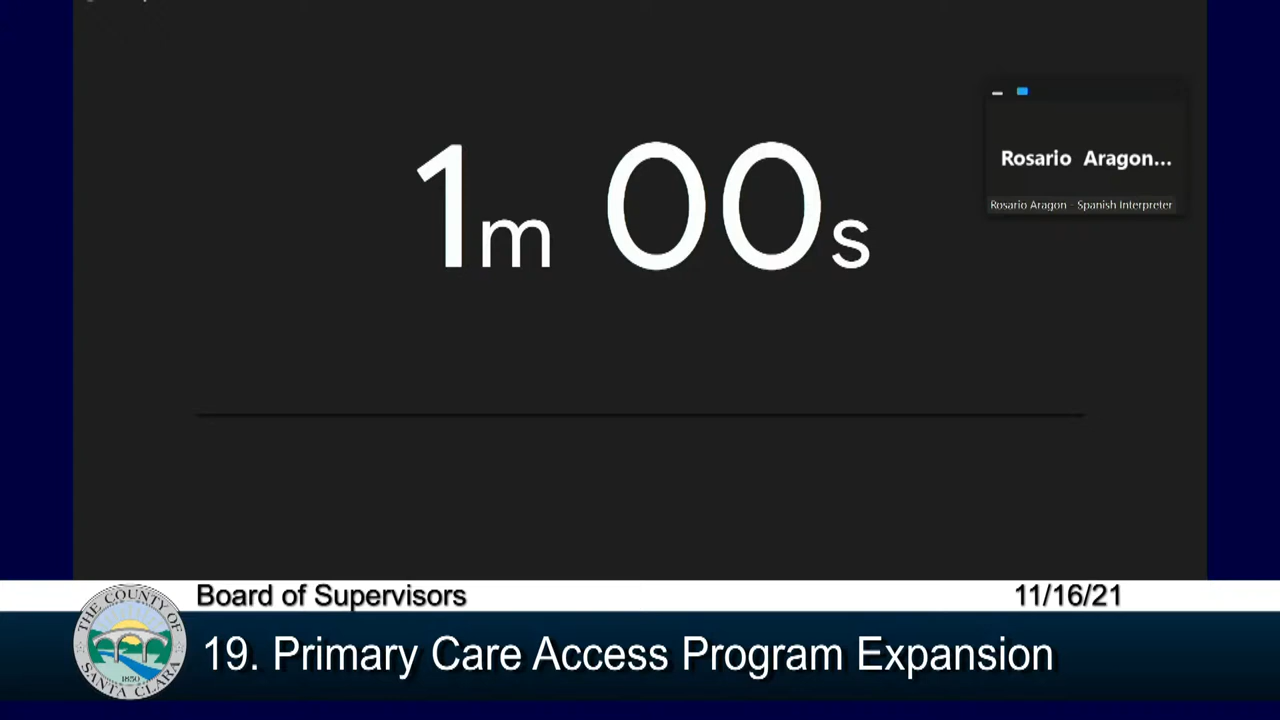 1m 00s
Rosario Aragon...
Rosario Aragon - Spanish Interpreter
Board of Supervisors
11/16/21
19. Primary Care Access Program Expansion
THE COUNTY OF
SANTA CLARA
1850